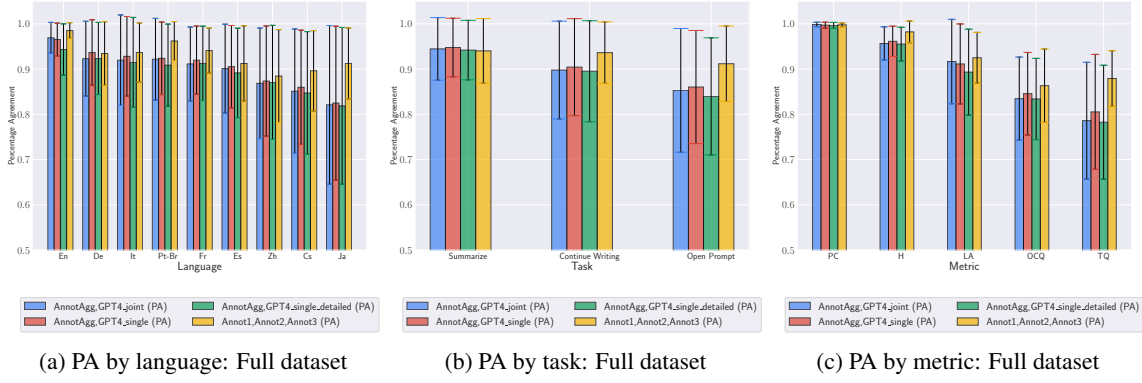 1.0
0.9
0.8
0.7
0.6
0.5
Percentage Agreement
En De It Pt-Br Fr Es Zh Cs Ja
Language
AnnotAgg,GPT4_joint (PA) AnnotAgg,GPT4_single_detailed (PA)
AnnotAgg,GPT4_single (PA) Annot1,Annot2,Annot3 (PA)
(a) PA by language: Full dataset
1.0
0.9
0.8
0.7
0.6
0.5
Percentage Agreement
Summarize Continue Writing Open Prompt
Task
AnnotAgg,GPT4_joint (PA) AnnotAgg,GPT4_single_detailed (PA)
AnnotAgg,GPT4_single (PA) Annot1,Annot2,Annot3 (PA)
(b) PA by task: Full dataset
1.0
0.9
0.8
0.7
0.6
0.5
Percentage Agreement
PC H LA OCQ TQ
Metric
AnnotAgg,GPT4_joint (PA) AnnotAgg,GPT4_single_detailed (PA)
AnnotAgg,GPT4_single (PA) Annot1,Annot2,Annot3 (PA)
(c) PA by metric: Full dataset